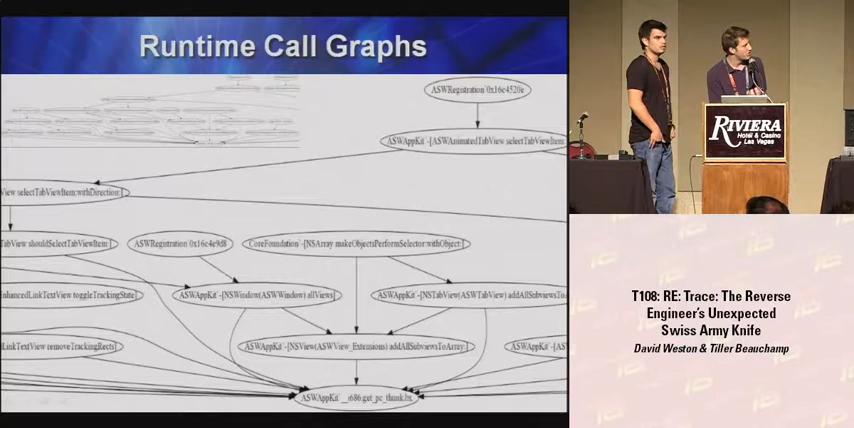 Runtime Call Graphs
ASWRegistration`0x16c4520e
ASWAppKit`-[ASWAnimatedTabView selectTabViewItem:
View selectTabViewItem:withDirection:]
TabView shouldSelectTabViewItem:]
ASWRegistration`0x16c4e9d8
CoreFoundation`-[NSArray makeObjectsPerformSelector:withObject:]
EnhancedLinkTextView toggleTrackingState]
ASWAppKit`-[NSWindow(ASWWindow) allViews]
ASWAppKit`-[NSTabView(ASWTabView) addAllSubviewsToA
LinkTextView removeTrackingRects]
ASWAppKit`-[NSView(ASWView_Extensions) addAllSubviewsToArray:]
ASWAppKit`-[AS
ASWAppKit`__i686.get_pc_thunk.bx
RIVIERA
Hotel & Casino
Las Vegas
T108: RE: Trace: The Reverse
Engineer's Unexpected
Swiss Army Knife
David Weston & Tiller Beauchamp